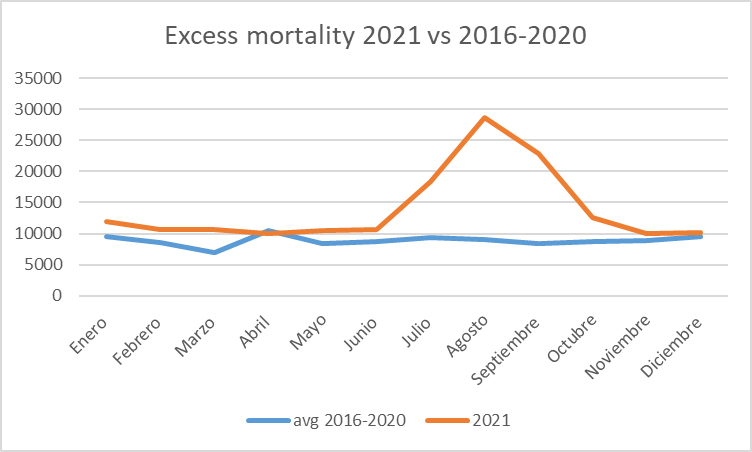 Excess mortality 2021 vs 2016-2020
35000
30000
25000
20000
15000
10000
5000
0
Enero
Febrero
Marzo
Abril
Mayo
Junio
Julio
Agosto
Septiembre
Octubre
Noviembre
Diciembre
avg 2016-2020
2021